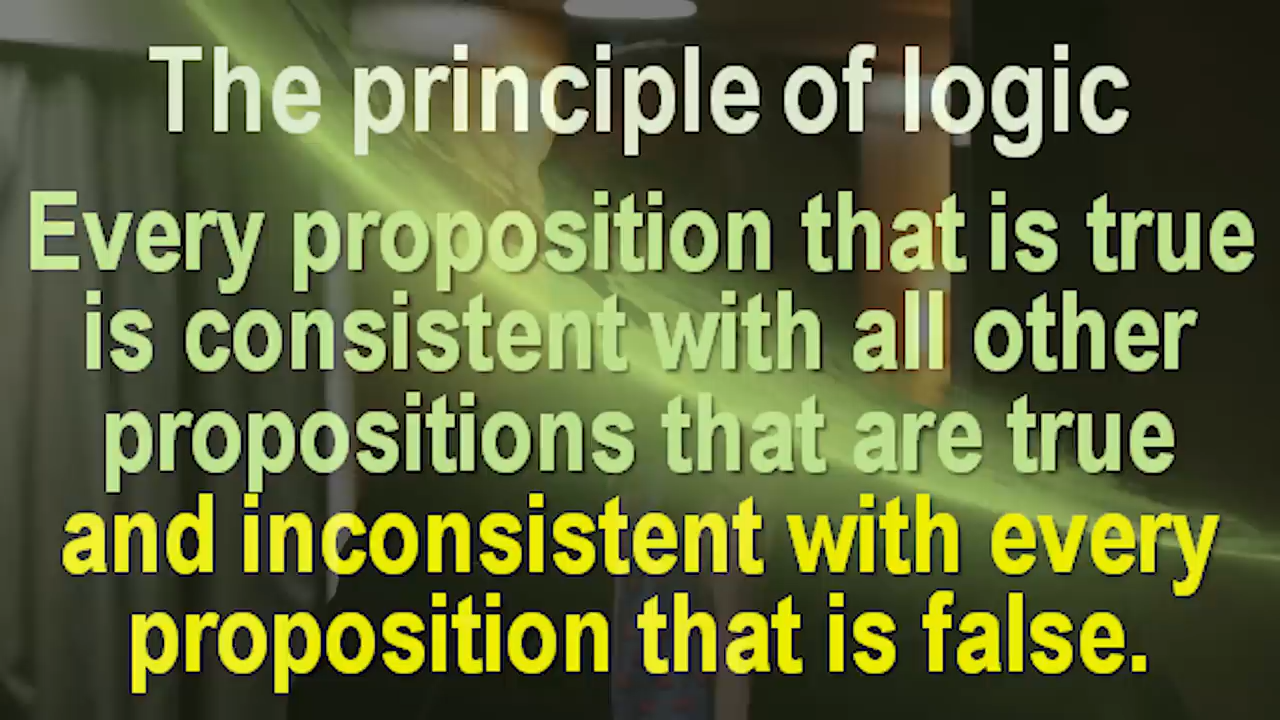 The principle of logic
Every proposition that is true
is consistent with all other
propositions that are true
and inconsistent with every
proposition that is false.